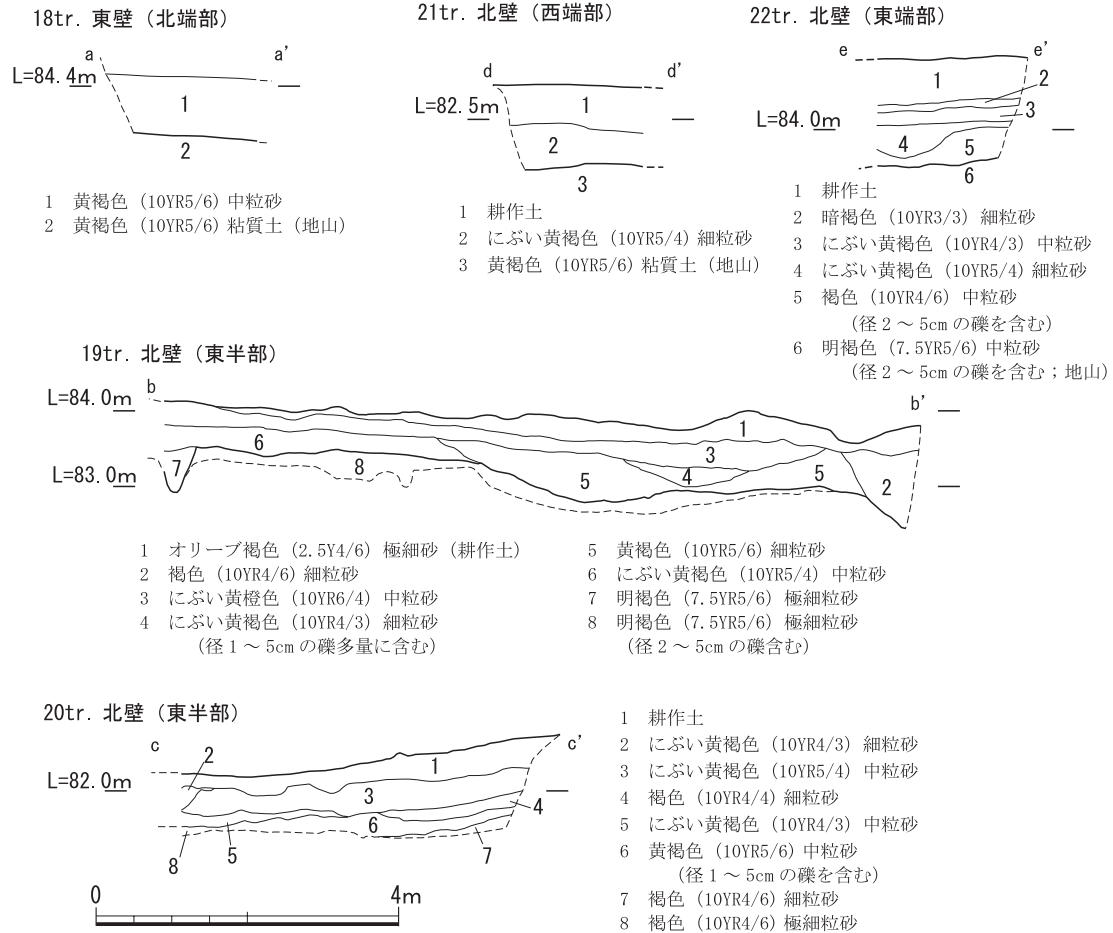 18tr. 東壁（北端部）
a a'
L=84.4m
1
2
1 黄褐色（10YR5/6）中粒砂
2 黄褐色（10YR5/6）粘質土（地山）
21tr. 北壁（西端部）
d d'
L=82.5m
1
2
3
1 耕作土
2 にぶい黄褐色（10YR5/4）細粒砂
3 黄褐色（10YR5/6）粘質土（地山）
22tr. 北壁（東端部）
e e'
1
2
3
L=84.0m
4 5
6
1 耕作土
2 暗褐色（10YR3/3）細粒砂
3 にぶい黄褐色（10YR4/3）中粒砂
4 にぶい黄褐色（10YR5/4）細粒砂
5 褐色（10YR4/6）中粒砂
（径2～5cmの礫を含む）
6 明褐色（7.5YR5/6）中粒砂
（径2～5cmの礫を含む；地山）
19tr. 北壁（東半部）
b b'
L=84.0m
1
6 3
L=83.0m
7 8 5 4 5 2
1 オリーブ褐色（2.5Y4/6）極細砂（耕作土）
2 褐色（10YR4/6）細粒砂
3 にぶい黄橙色（10YR6/4）中粒砂
4 にぶい黄褐色（10YR4/3）細粒砂
（径1～5cmの礫多量に含む）
5 黄褐色（10YR5/6）細粒砂
6 にぶい黄褐色（10YR5/4）中粒砂
7 明褐色（7.5YR5/6）極細粒砂
8 明褐色（7.5YR5/6）極細粒砂
（径2～5cmの礫含む）
20tr. 北壁（東半部）
c c'
2 1
L=82.0m
3 4
6
8 5 7
0 4m
1 耕作土
2 にぶい黄褐色（10YR4/3）細粒砂
3 にぶい黄褐色（10YR5/4）中粒砂
4 褐色（10YR4/4）細粒砂
5 にぶい黄褐色（10YR4/3）中粒砂
6 黄褐色（10YR5/6）中粒砂
（径1～5cmの礫を含む）
7 褐色（10YR4/6）細粒砂
8 褐色（10YR4/6）極細粒砂